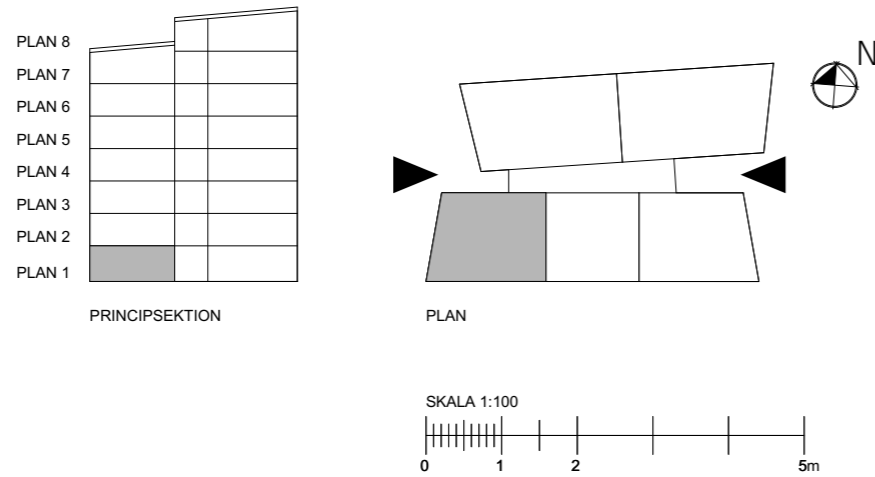 PLAN 8
PLAN 7
PLAN 6
PLAN 5
PLAN 4
PLAN 3
PLAN 2
PLAN 1
PRINCIPSEKTION
N
PLAN
SKALA 1:100
0 1 2 5m